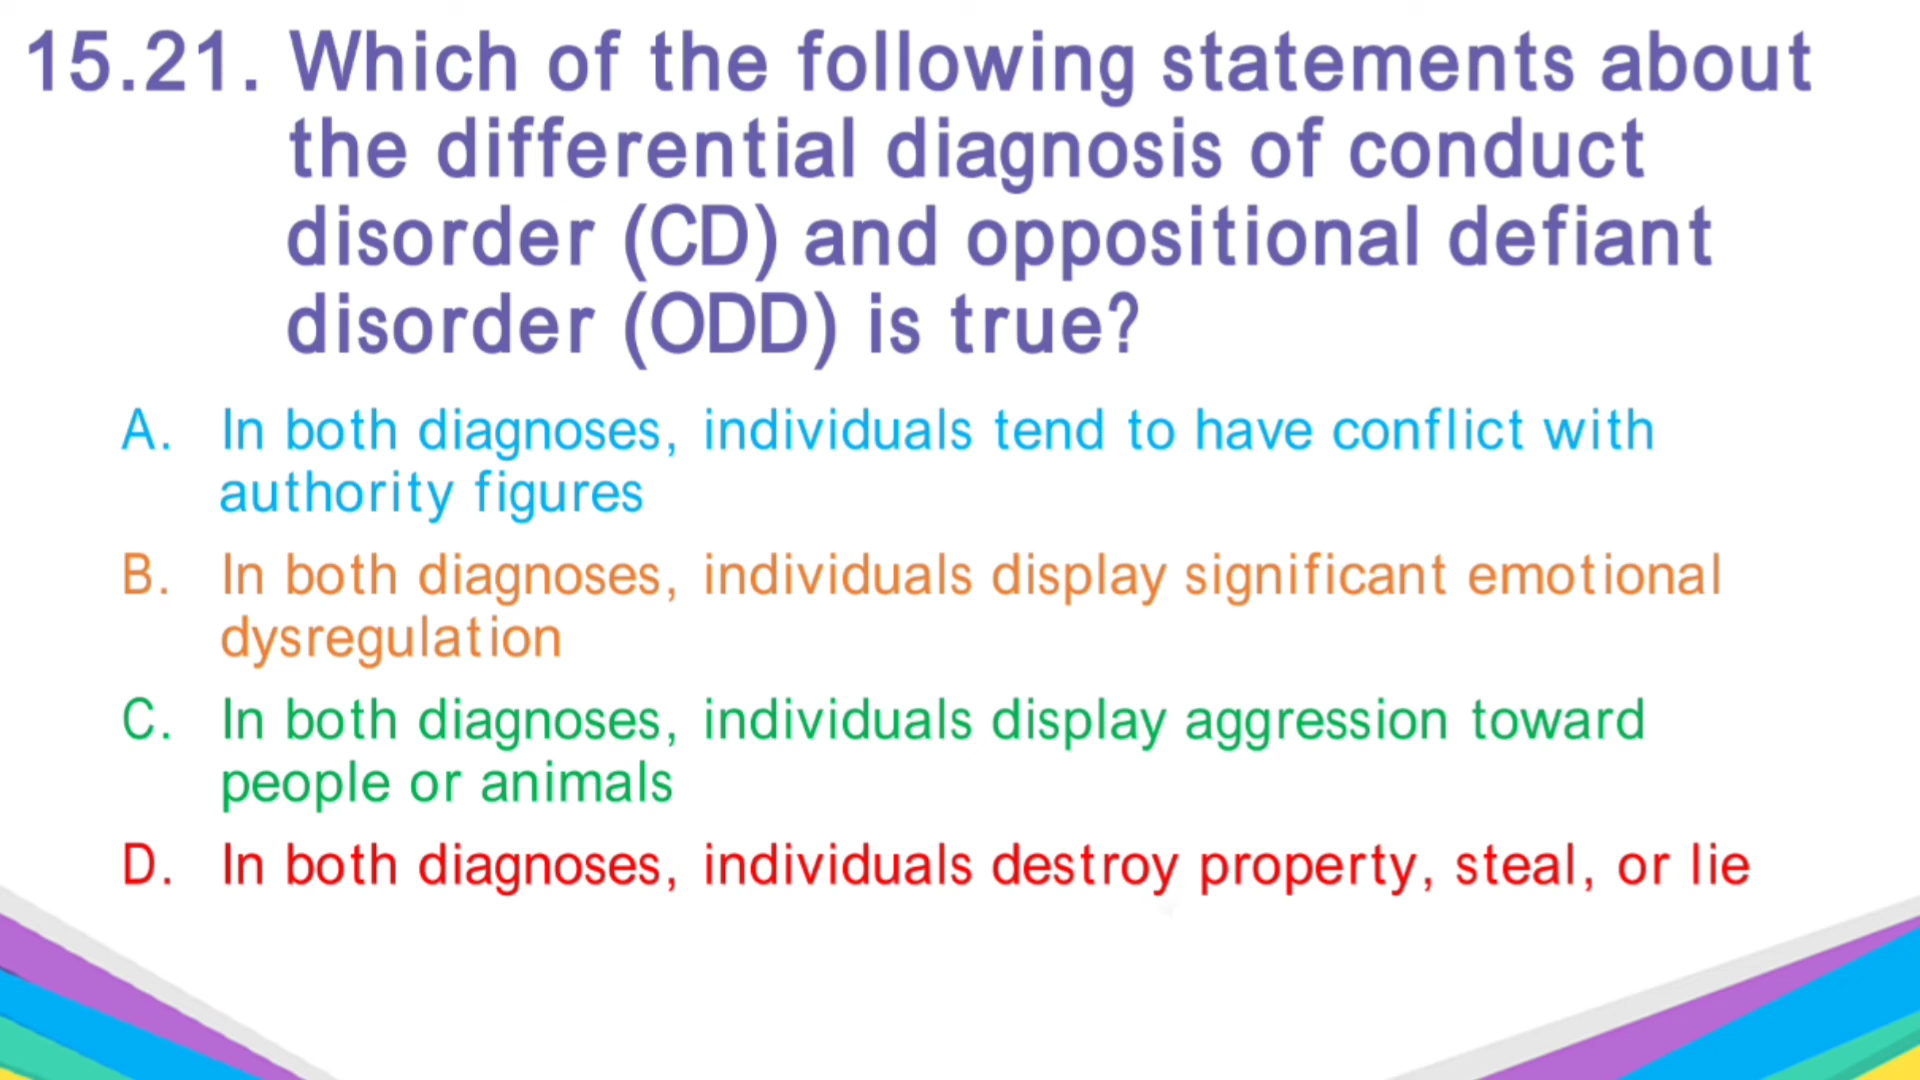 15.21. Which of the following statements about
the differential diagnosis of conduct
disorder (CD) and oppositional defiant
disorder (ODD) is true?
A. In both diagnoses, individuals tend to have conflict with
authority figures
B. In both diagnoses, individuals display significant emotional
dysregulation
C. In both diagnoses, individuals display aggression toward
people or animals
D. In both diagnoses, individuals destroy property, steal, or lie